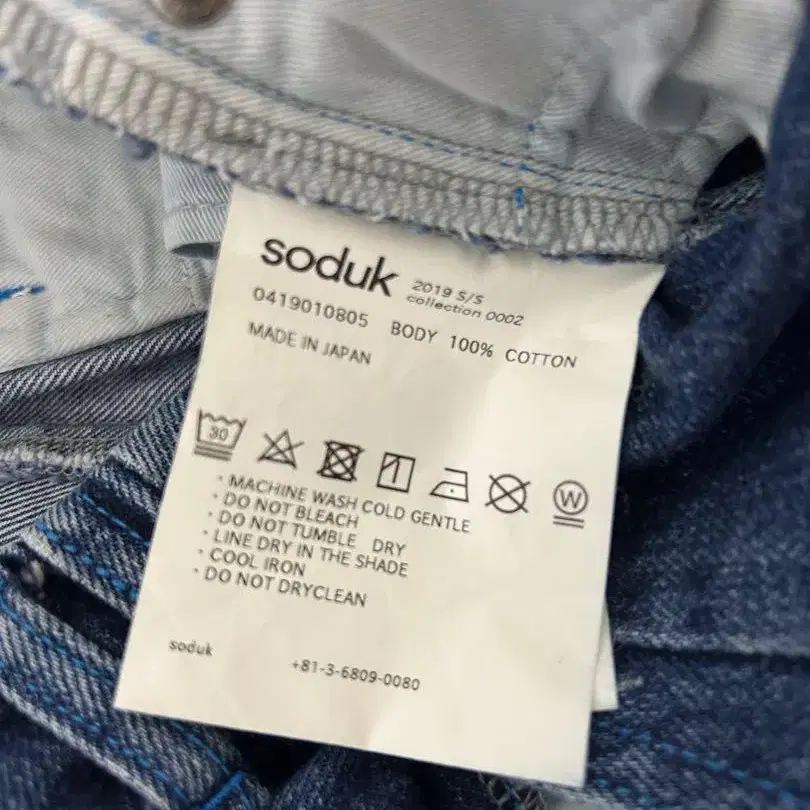 soduk 2019 S/S
collection 0002
0419010805 BODY 100% COTTON
MADE IN JAPAN
30
W
・MACHINE WASH COLD GENTLE
・DO NOT BLEACH
・DO NOT TUMBLE DRY
・LINE DRY IN THE SHADE
・COOL IRON
・DO NOT DRYCLEAN
soduk +81-3-6809-0080